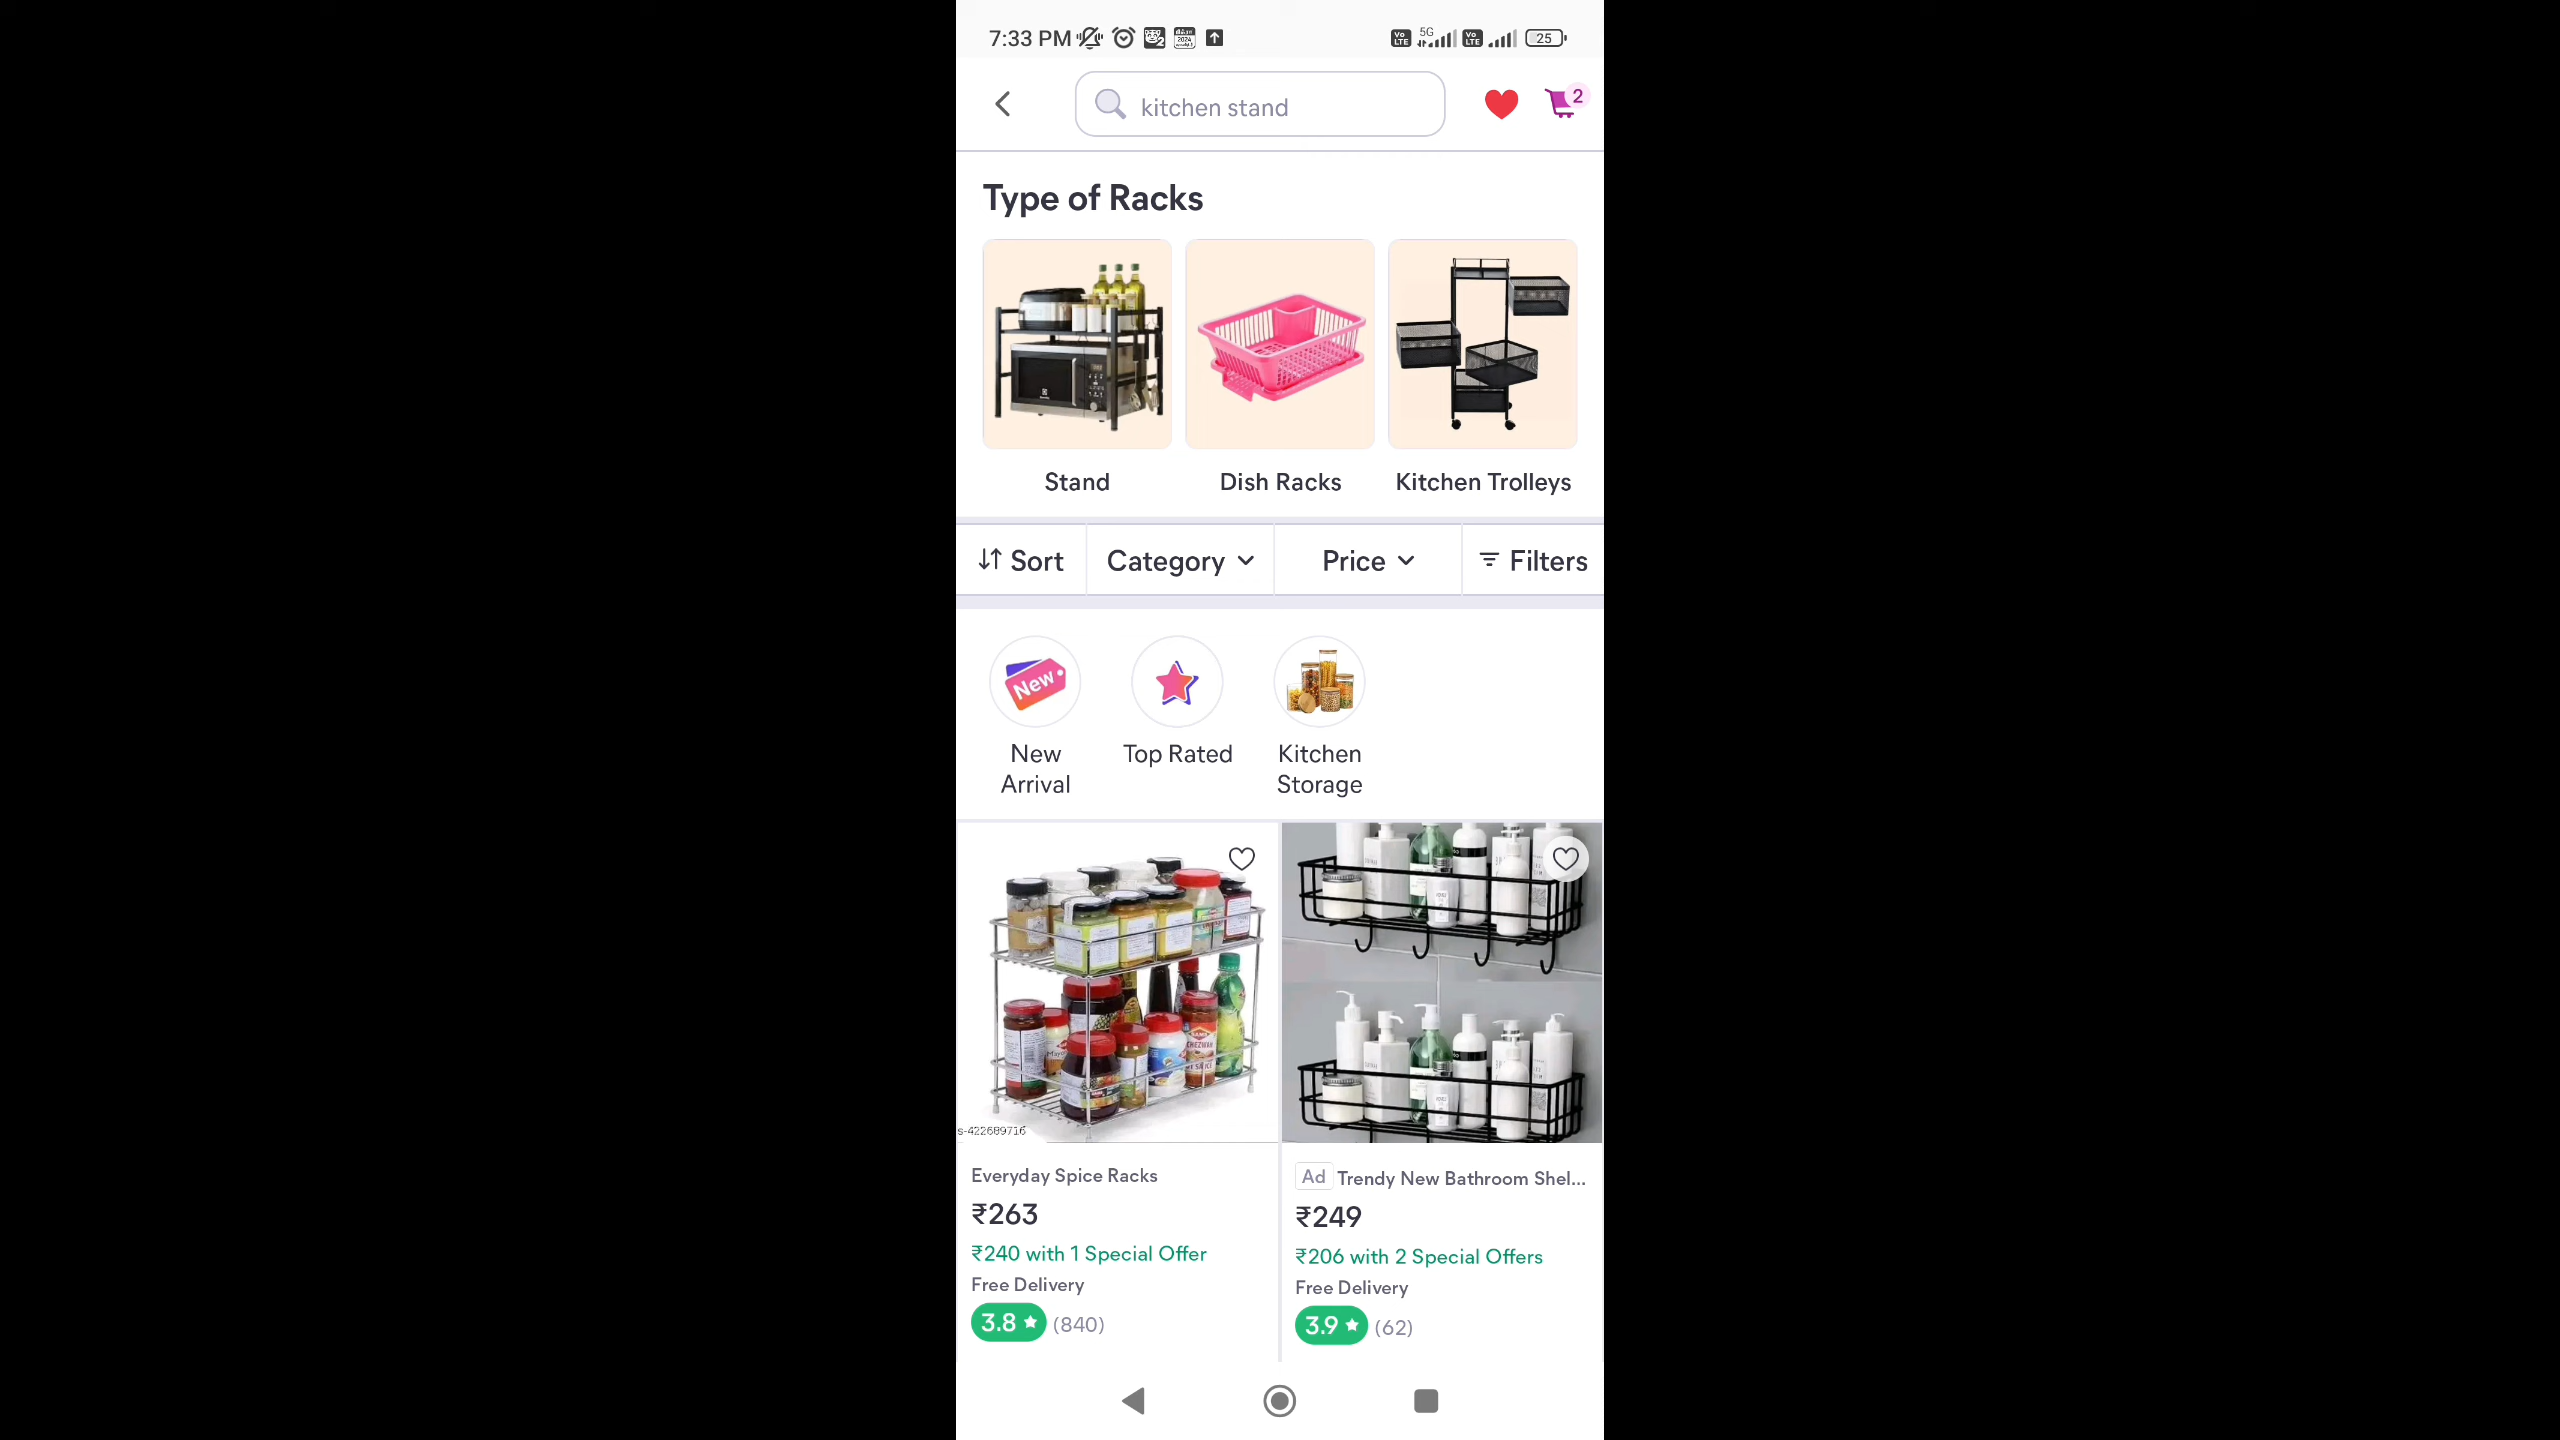 7:33 PM
5G
25
kitchen stand
2
Type of Racks
Stand
Dish Racks
Kitchen Trolleys
Sort
Category
Price
Filters
New
New Arrival
Top Rated
Kitchen Storage
s-422689716
Everyday Spice Racks
₹263
₹240 with 1 Special Offer
Free Delivery
3.8 ★ (840)
Ad Trendy New Bathroom Shel...
₹249
₹206 with 2 Special Offers
Free Delivery
3.9 ★ (62)